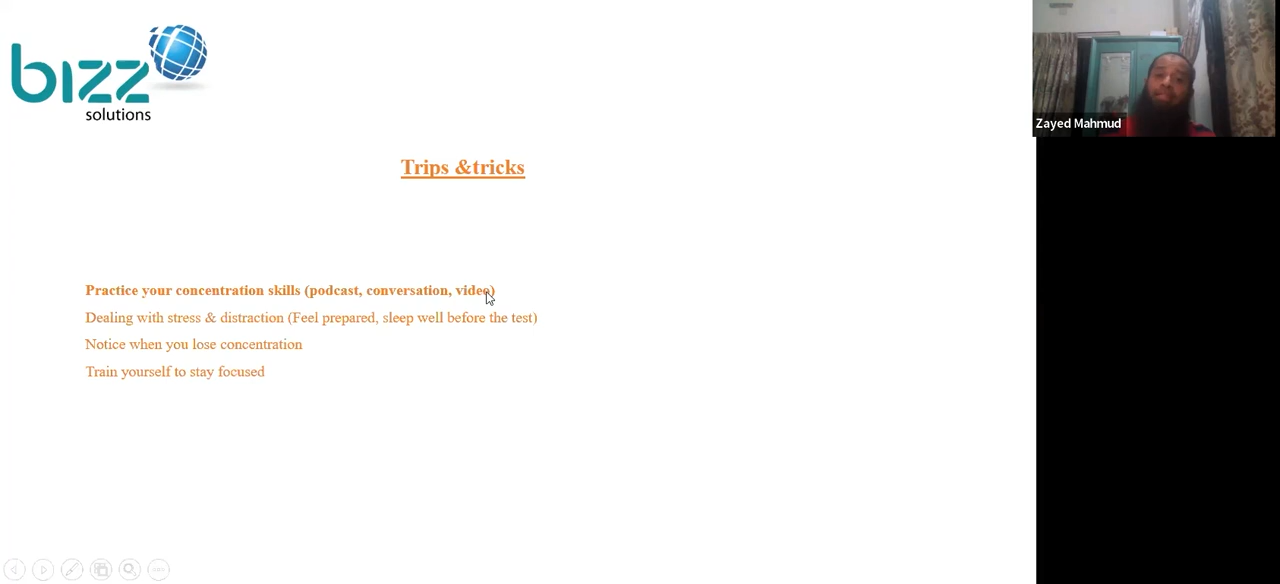 bizz
solutions
Zayed Mahmud
Trips &tricks
Practice your concentration skills (podcast, conversation, video)
Dealing with stress & distraction (Feel prepared, sleep well before the test)
Notice when you lose concentration
Train yourself to stay focused